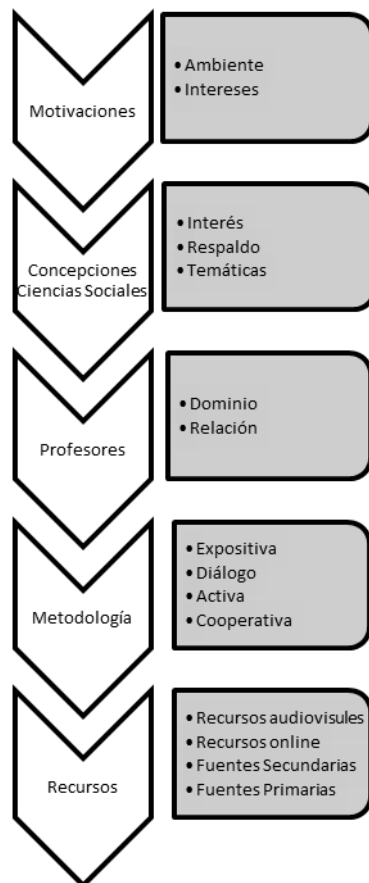 Motivaciones
• Ambiente
• Intereses
Concepciones
Ciencias Sociales
• Interés
• Respaldo
• Temáticas
Profesores
• Dominio
• Relación
Metodología
• Expositiva
• Diálogo
• Activa
• Cooperativa
Recursos
• Recursos audiovisules
• Recursos online
• Fuentes Secundarias
• Fuentes Primarias